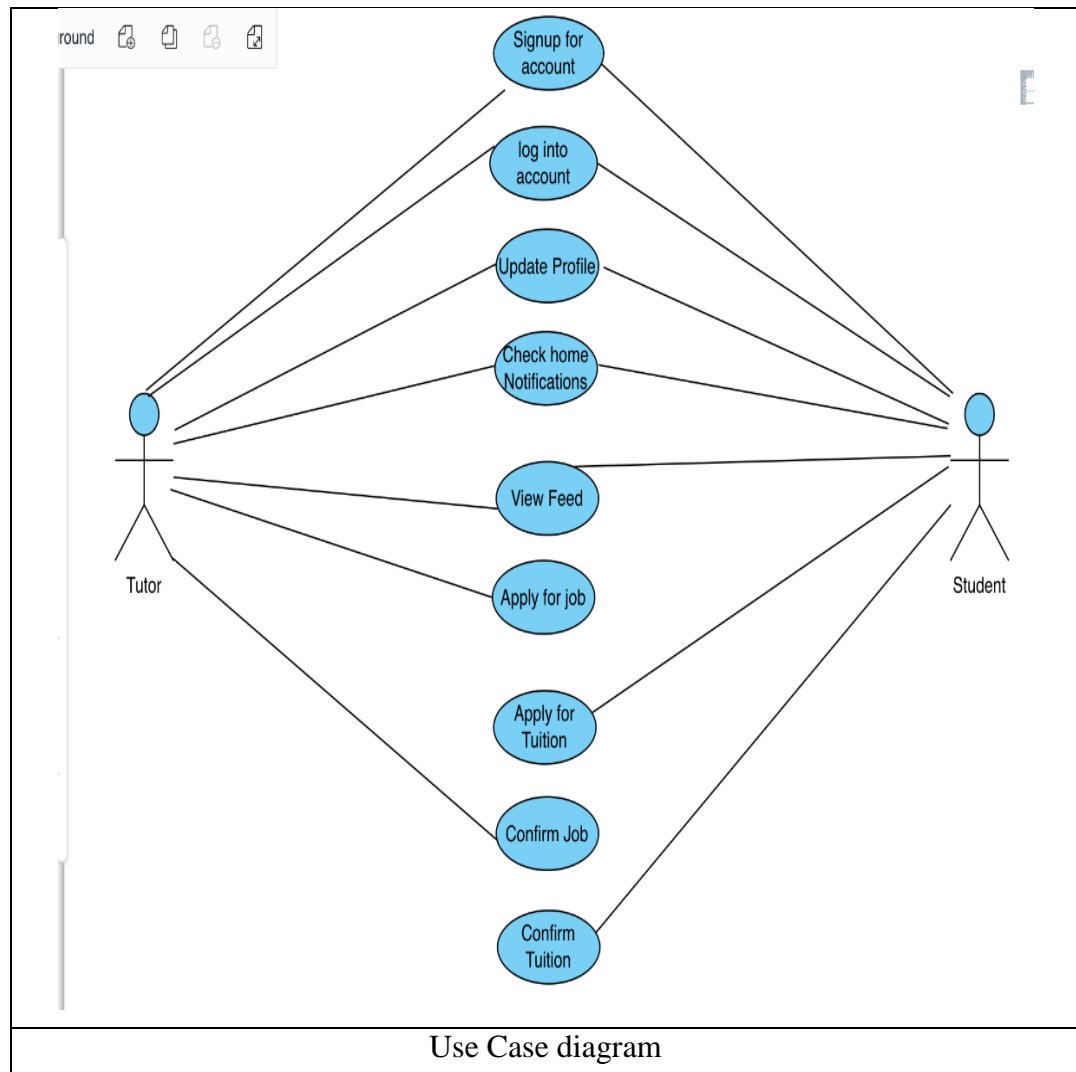 round
Signup for
account
log into
account
Update Profile
Check home
Notifications
View Feed
Apply for job
Tutor
Student
Apply for
Tuition
Confirm Job
Confirm
Tuition
Use Case diagram